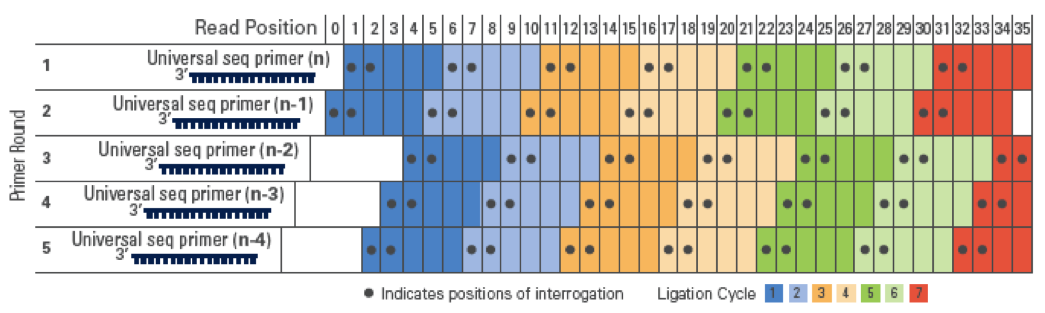 Read Position 0 1 2 3 4 5 6 7 8 9 10 11 12 13 14 15 16 17 18 19 20 21 22 23 24 25 26 27 28 29 30 31 32 33 34 35
Primer Round
1 Universal seq primer (n)
3′
2 Universal seq primer (n-1)
3′
3 Universal seq primer (n-2)
3′
4 Universal seq primer (n-3)
3′
5 Universal seq primer (n-4)
3′
Indicates positions of interrogation Ligation Cycle 1 2 3 4 5 6 7